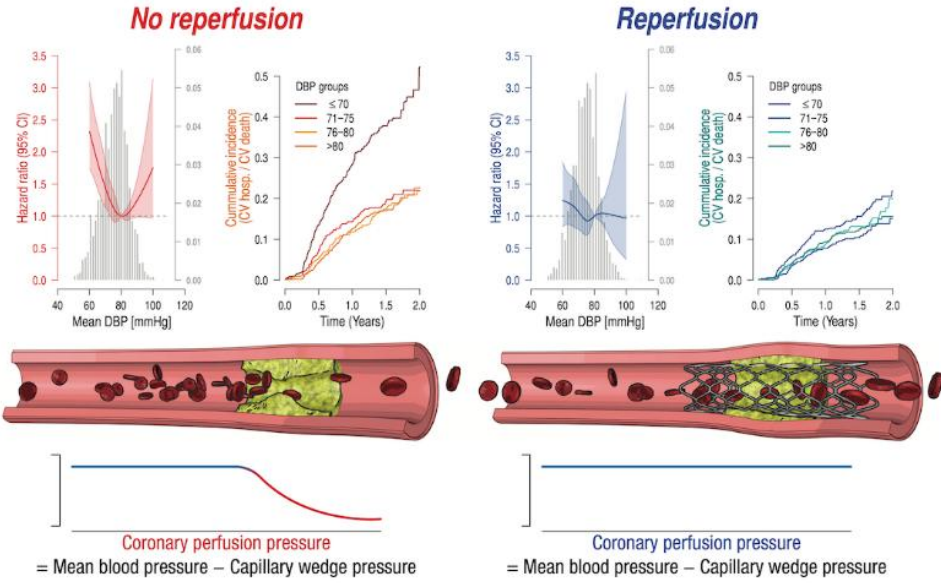 No reperfusion
Hazard ratio (95% CI)
3.5
3.0
2.5
2.0
1.5
1.0
0.5
0.0
0.06
0.05
0.04
0.03
0.02
0.01
0.00
40 60 80 100 120
Mean DBP [mmHg]
Cummulative incidence
(CV hosp. / CV death)
0.5
0.4
0.3
0.2
0.1
0.0
DBP groups
≤ 70
71–75
76–80
>80
0.0 0.5 1.0 1.5 2.0
Time (Years)
Coronary perfusion pressure
= Mean blood pressure – Capillary wedge pressure
Reperfusion
Hazard ratio (95% CI)
3.5
3.0
2.5
2.0
1.5
1.0
0.5
0.0
0.06
0.05
0.04
0.03
0.02
0.01
0.00
40 60 80 100 120
Mean DBP [mmHg]
Cummulative incidence
(CV hosp. / CV death)
0.5
0.4
0.3
0.2
0.1
0.0
DBP groups
≤ 70
71–75
76–80
>80
0.0 0.5 1.0 1.5 2.0
Time (Years)
Coronary perfusion pressure
= Mean blood pressure – Capillary wedge pressure